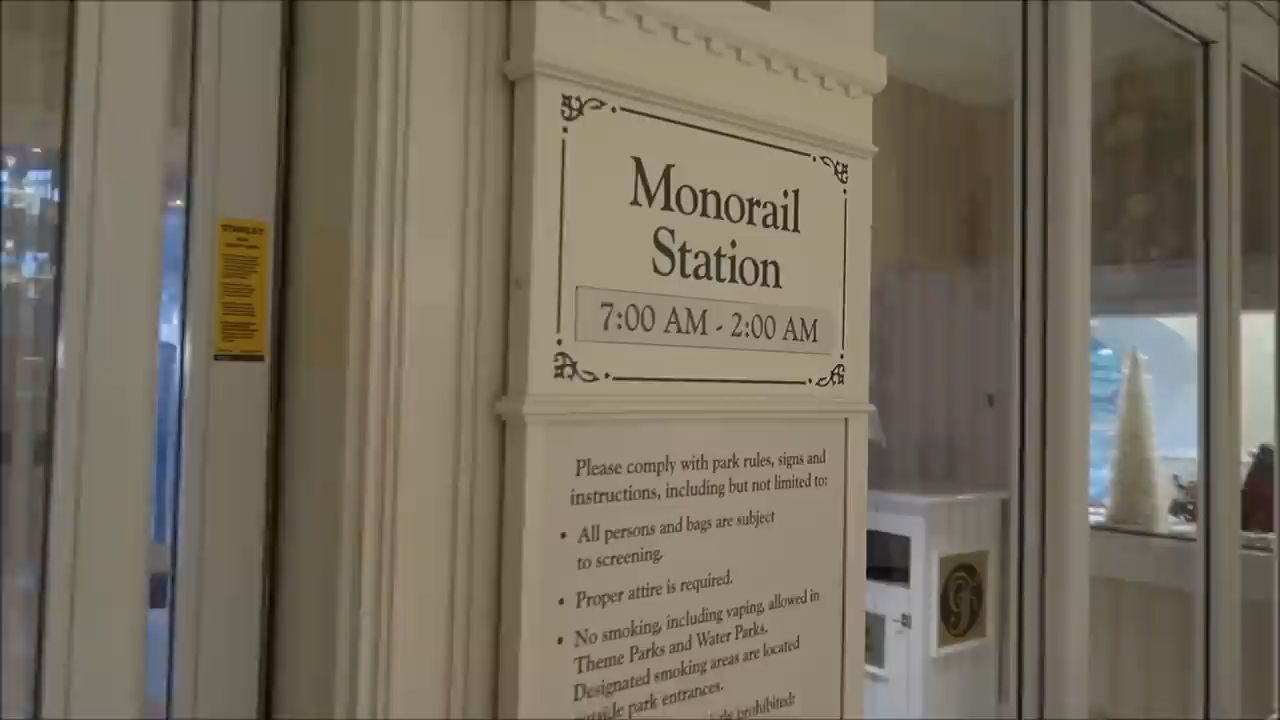 Monorail
Station
7:00 AM - 2:00 AM
Please comply with park rules, signs and
instructions, including but not limited to:
• All persons and bags are subject
to screening.
• Proper attire is required.
• No smoking, including vaping, allowed in
Theme Parks and Water Parks.
Designated smoking areas are located
outside park entrances.
prohibited: